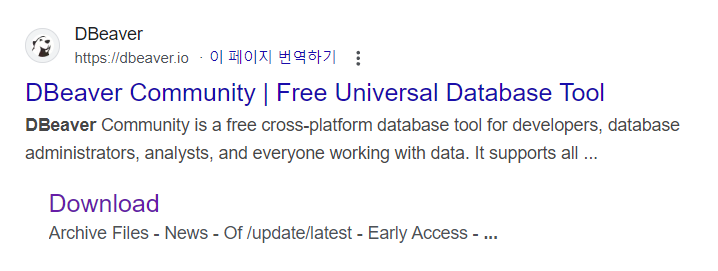 DBeaver
https://dbeaver.io · 이 페이지 번역하기
DBeaver Community | Free Universal Database Tool
DBeaver Community is a free cross-platform database tool for developers, database
administrators, analysts, and everyone working with data. It supports all ...
Download
Archive Files - News - Of /update/latest - Early Access - ...